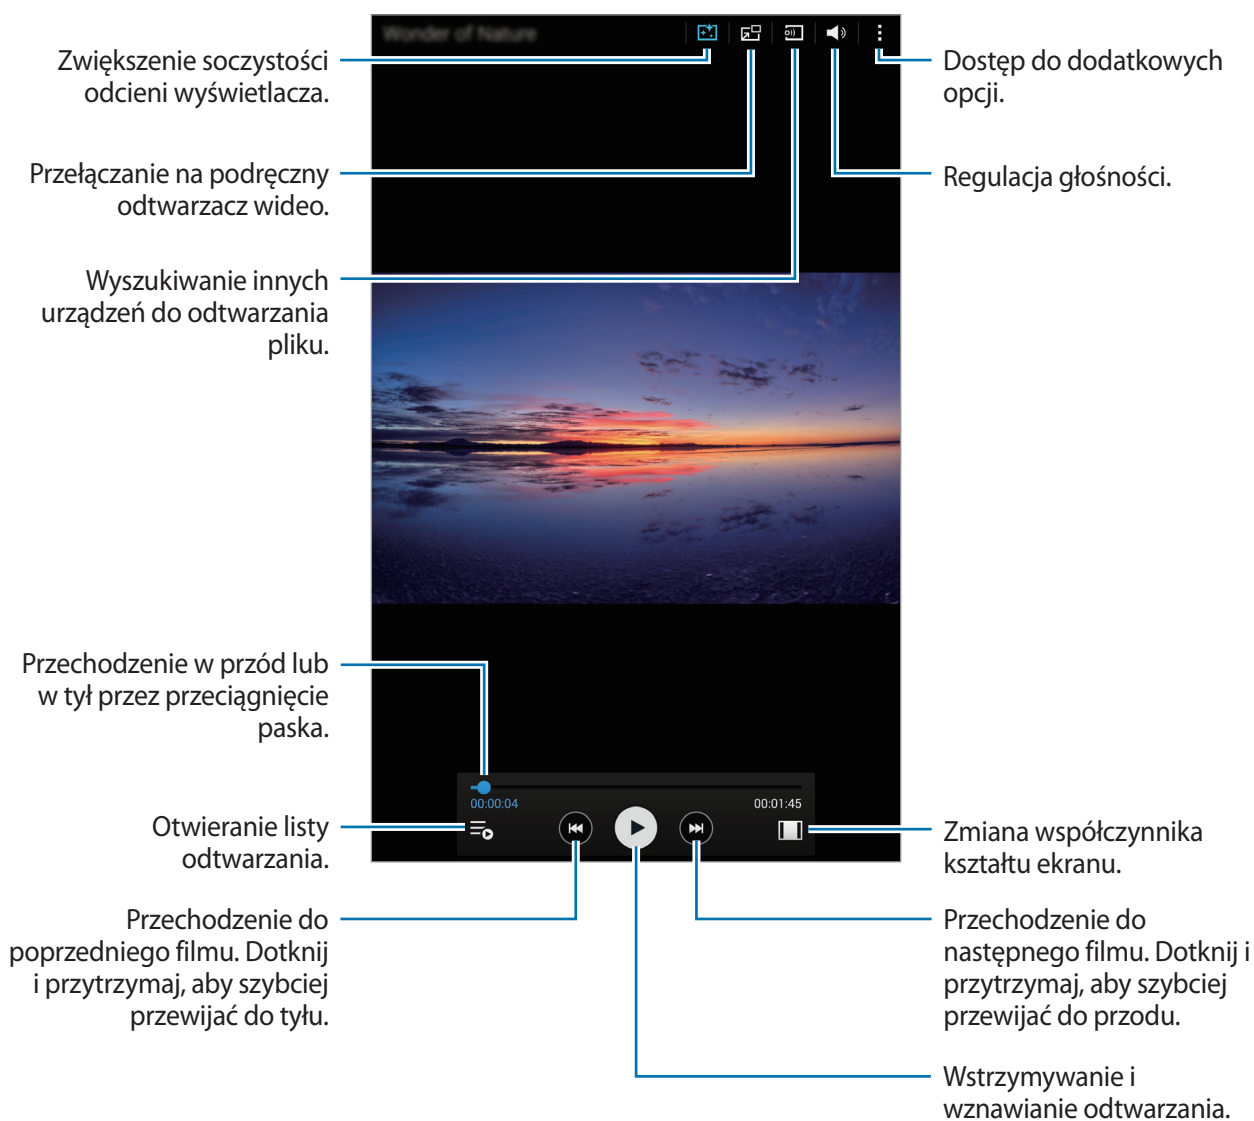 Wonder of Nature
Zwiększenie soczystości
odcieni wyświetlacza.
Dostęp do dodatkowych
opcji.
Przełączanie na podręczny
odtwarzacz wideo.
Regulacja głośności.
Wyszukiwanie innych
urządzeń do odtwarzania
pliku.
Przechodzenie w przód lub
w tył przez przeciągnięcie
paska.
00:00:04
00:01:45
Otwieranie listy
odtwarzania.
Zmiana współczynnika
kształtu ekranu.
Przechodzenie do
poprzedniego filmu. Dotknij
i przytrzymaj, aby szybciej
przewijać do tyłu.
Przechodzenie do
następnego filmu. Dotknij i
przytrzymaj, aby szybciej
przewijać do przodu.
Wstrzymywanie i
wznawianie odtwarzania.